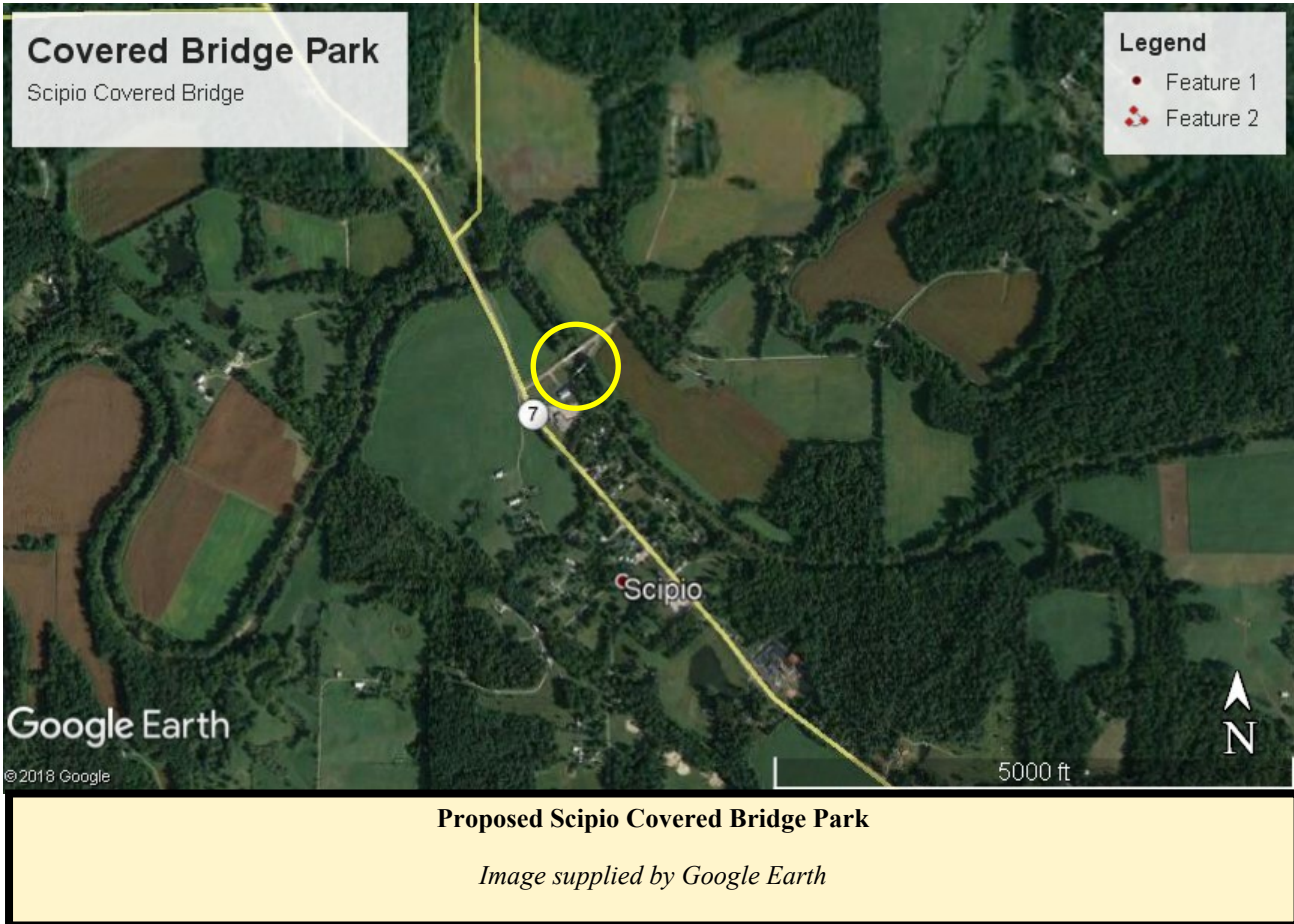 Covered Bridge Park
Scipio Covered Bridge
Legend
Feature 1
Feature 2
7
Scipio
Google Earth
©2018 Google
N
5000 ft
Proposed Scipio Covered Bridge Park
Image supplied by Google Earth